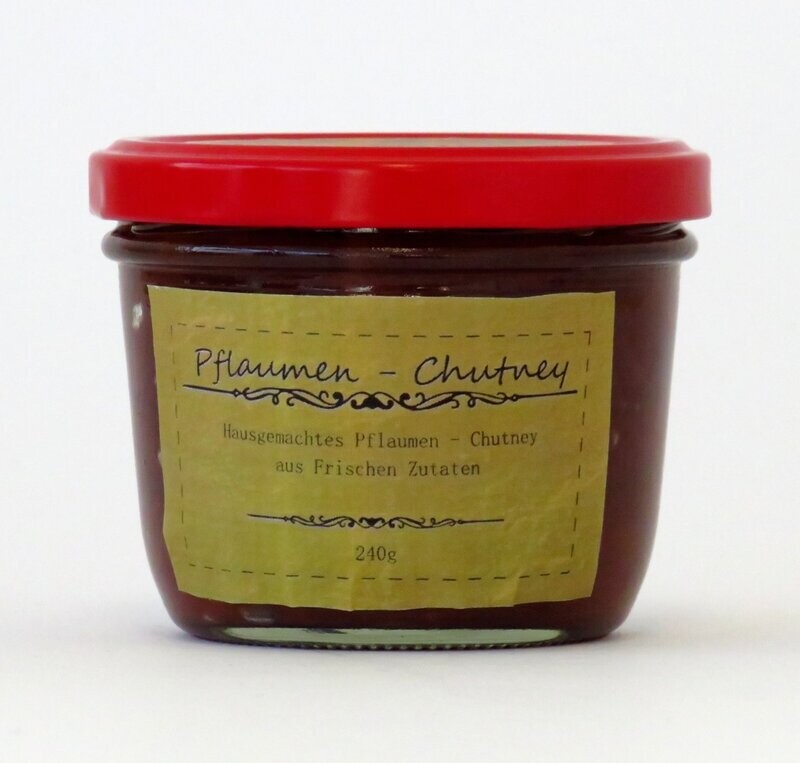 Pflaumen - Chutney
Hausgemachtes Pflaumen - Chutney
aus Frischen Zutaten
240g